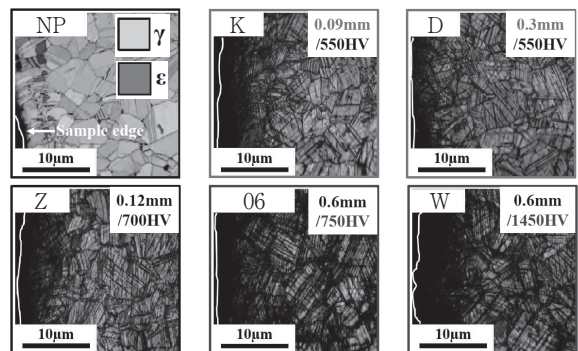 NP
γ
ε
Sample edge
10μm
K
0.09mm
/550HV
10μm
D
0.3mm
/550HV
10μm
Z
0.12mm
/700HV
10μm
06
0.6mm
/750HV
10μm
W
0.6mm
/1450HV
10μm